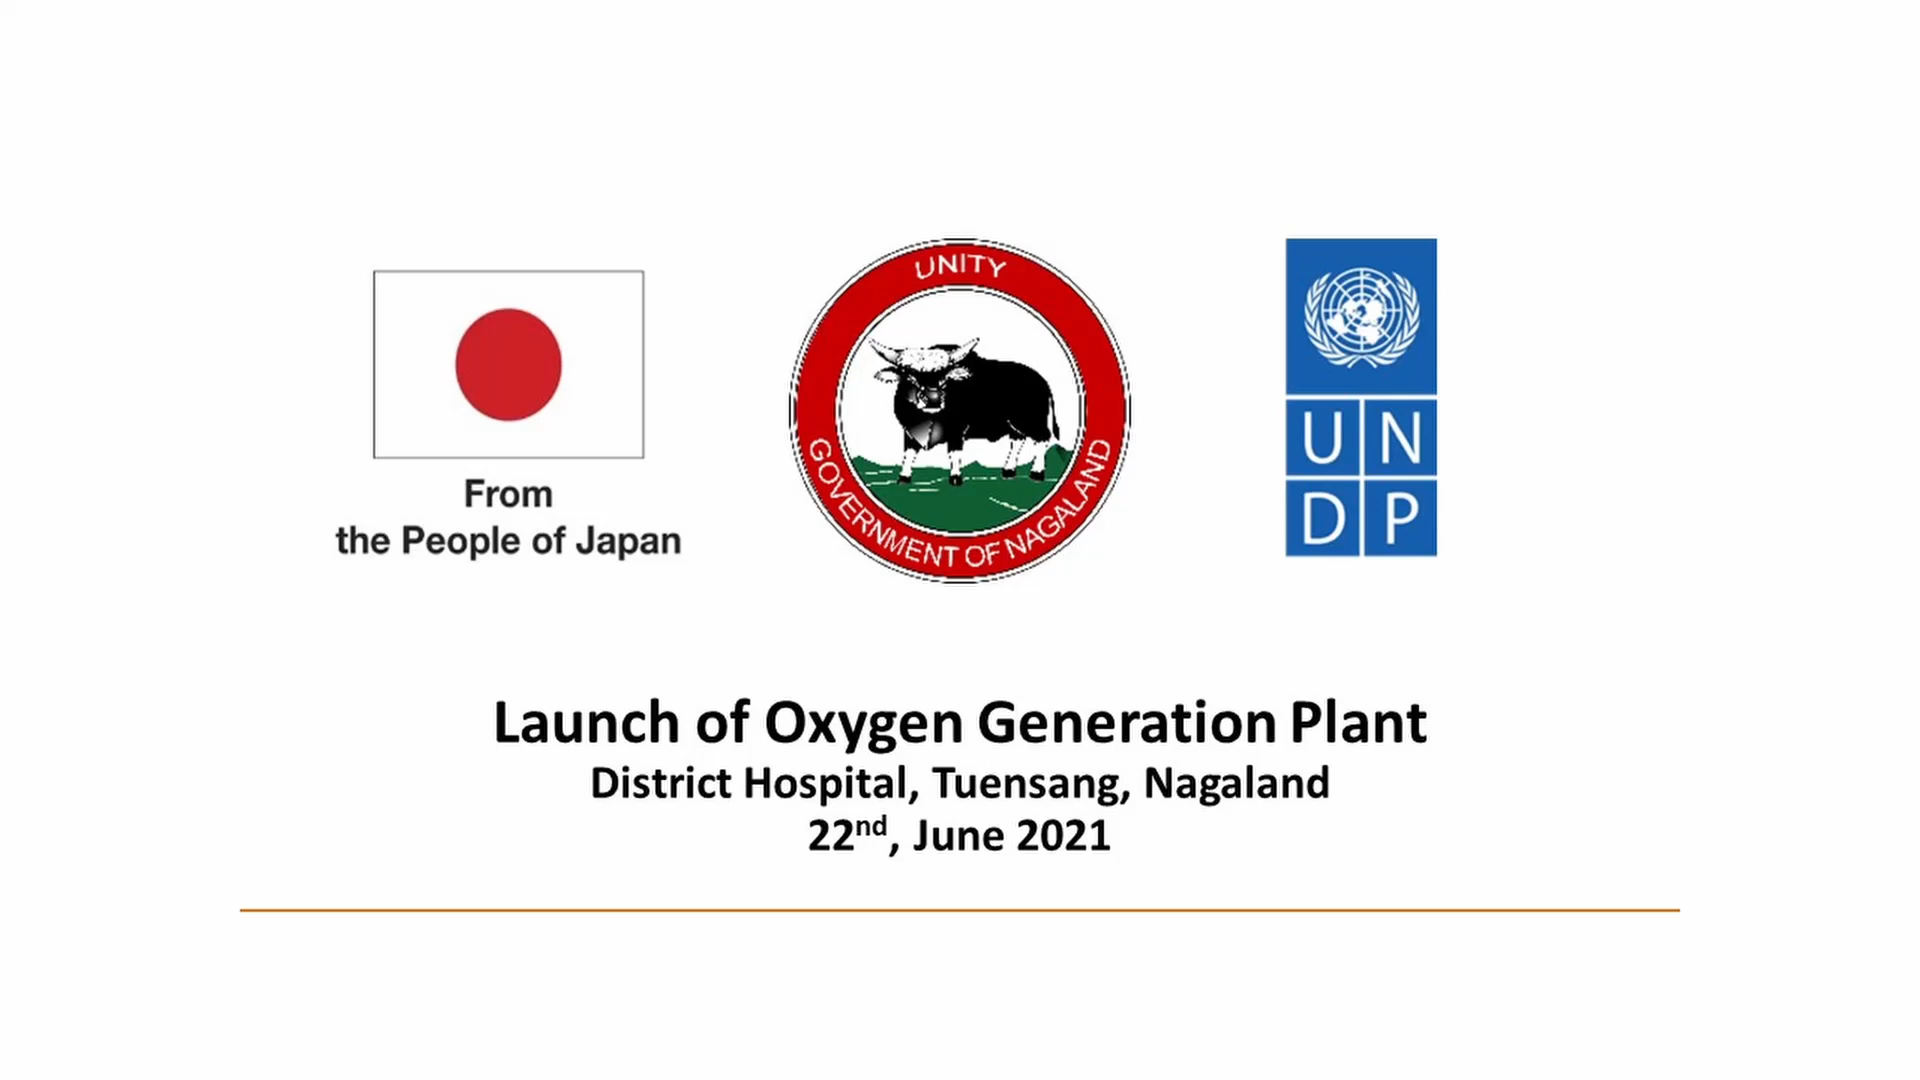 From
the People of Japan
UNITY
GOVERNMENT OF NAGALAND
U N
D P
Launch of Oxygen Generation Plant
District Hospital, Tuensang, Nagaland
22nd, June 2021